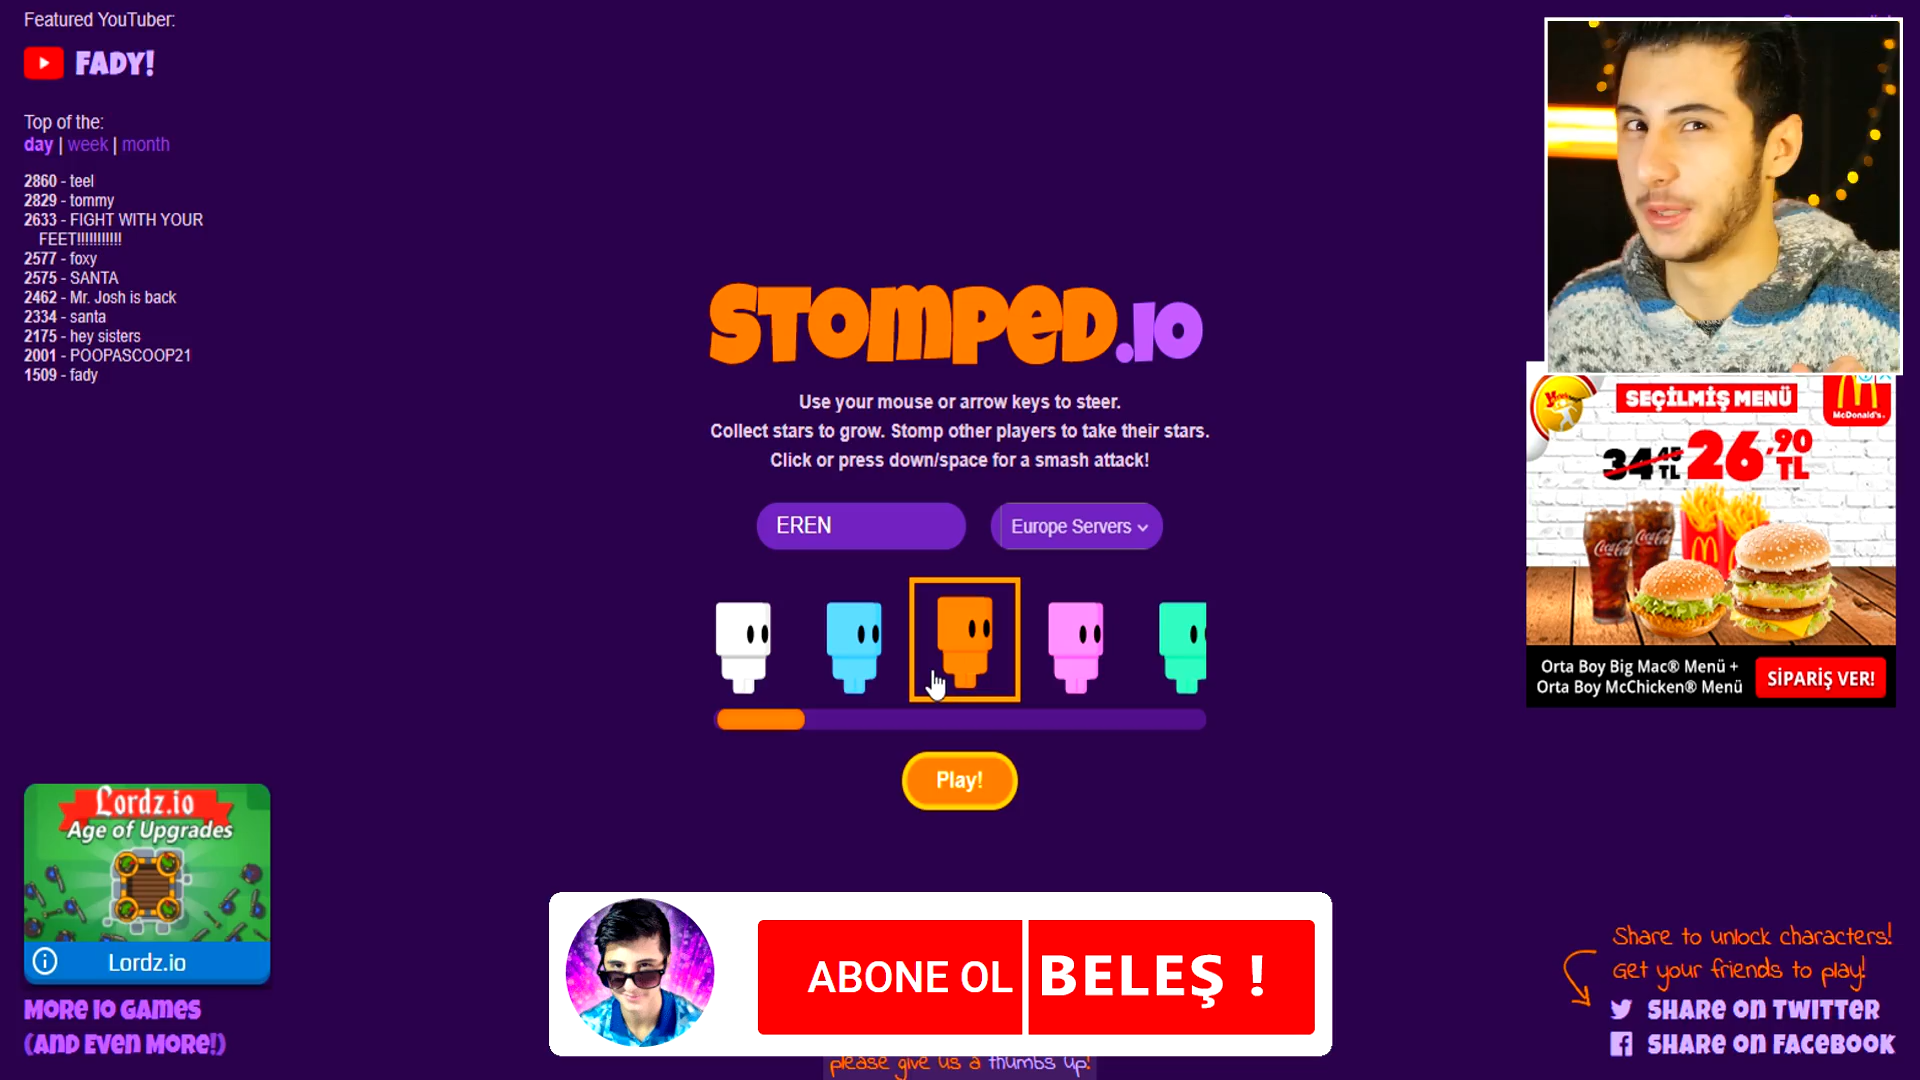 Featured YouTuber:
FADY!
Top of the:
day | week | month
2860 - teel
2829 - tommy
2633 - FIGHT WITH YOUR
FEET!!!!!!!!!!!
2577 - foxy
2575 - SANTA
2462 - Mr. Josh is back
2334 - santa
2175 - hey sisters
2001 - POOPASCOOP21
1509 - fady
STOMPED.IO
Use your mouse or arrow keys to steer.
Collect stars to grow. Stomp other players to take their stars.
Click or press down/space for a smash attack!
EREN
Europe Servers
Play!
SEÇİLMİŞ MENÜ
McDonald's
34,45 TL 26,90 TL
Coca-Cola
Coca-Cola
Orta Boy Big Mac® Menü +
Orta Boy McChicken® Menü
SİPARİŞ VER!
Lordz.io
Age of Upgrades
Lordz.io
MORE IO GAMES
(AND EVEN MORE!)
ABONE OL BELEŞ !
please give us a thumbs up!
Share to unlock characters!
Get your friends to play!
SHARE ON TWITTER
SHARE ON FACEBOOK